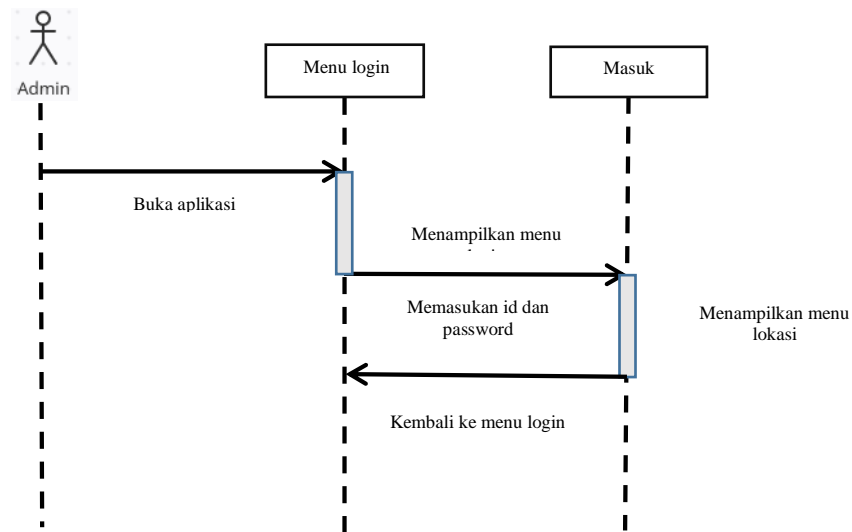 Admin
Menu login
Masuk
Buka aplikasi
Menampilkan menu
Memasukan id dan
password
Menampilkan menu
lokasi
Kembali ke menu login